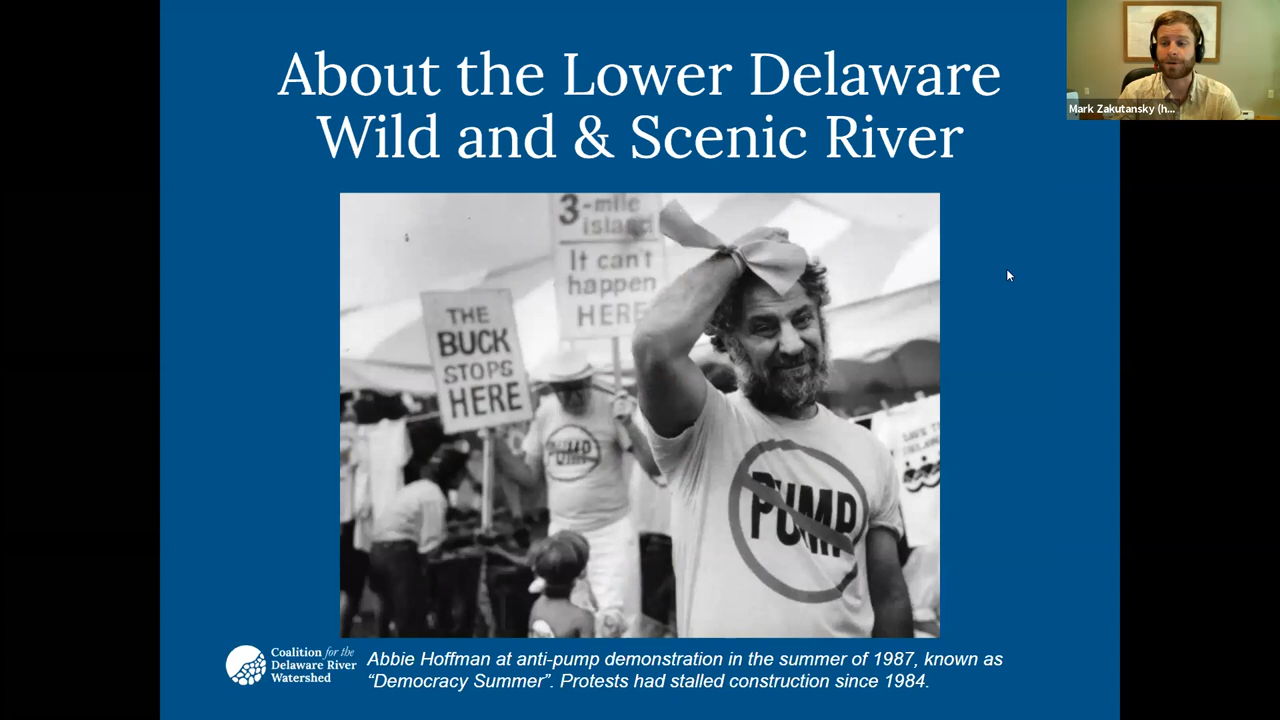 About the Lower Delaware
Wild and & Scenic River
Mark Zakutansky (h...
3-mile
island
It can't
happen
HERE
THE
BUCK
STOPS
HERE
PUMP
PUMP
Coalition for the
Delaware River
Watershed
Abbie Hoffman at anti-pump demonstration in the summer of 1987, known as
“Democracy Summer”. Protests had stalled construction since 1984.